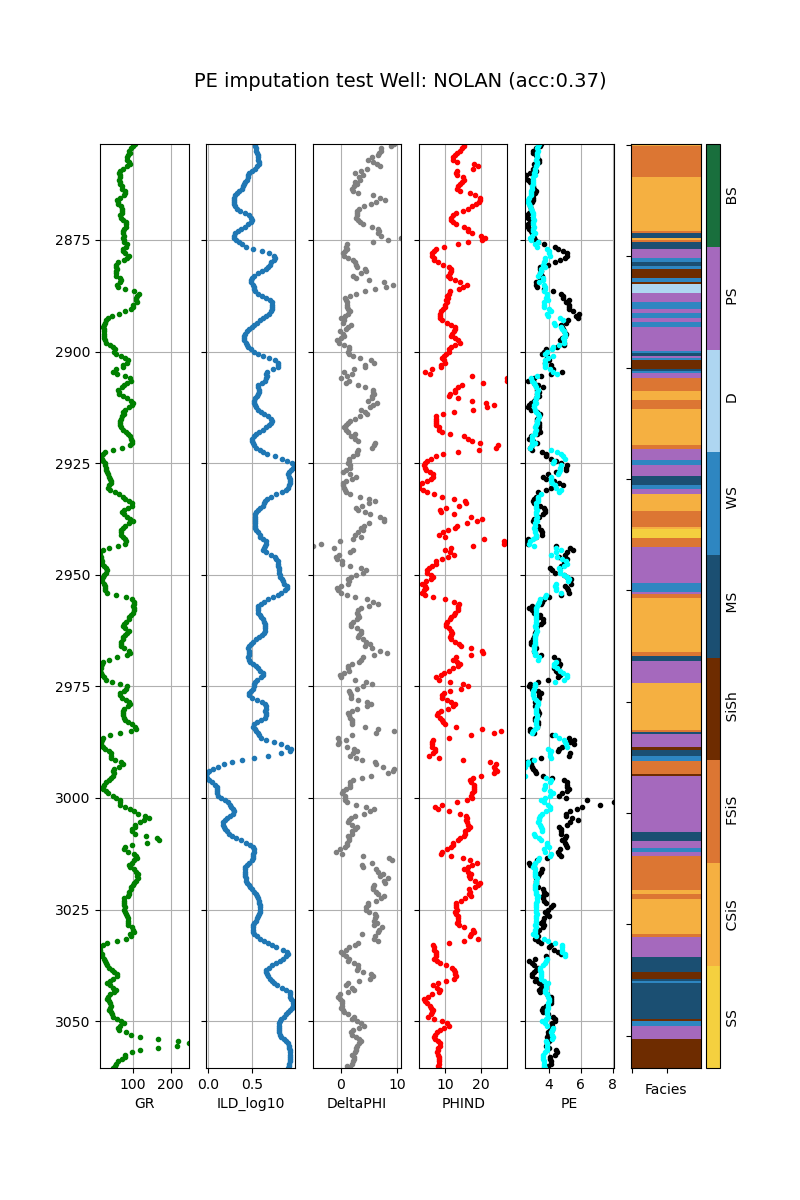 PE imputation test Well: NOLAN (acc:0.37)
2875
2900
2925
2950
2975
3000
3025
3050
100 200
0.0 0.5
0 10
10 20
4 6 8
GR
ILD_log10
DeltaPHI
PHIND
PE
Facies
BS
PS
D
WS
MS
SiSh
FSiS
CSiS
SS